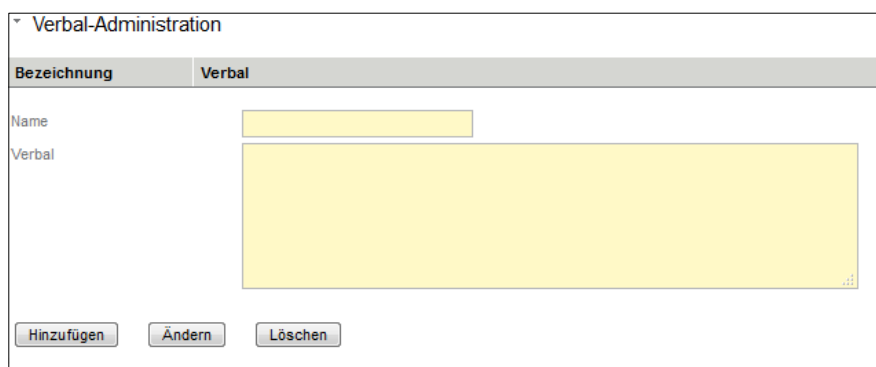 Verbal-Administration
Bezeichnung Verbal
Name
Verbal
Hinzufügen Ändern Löschen